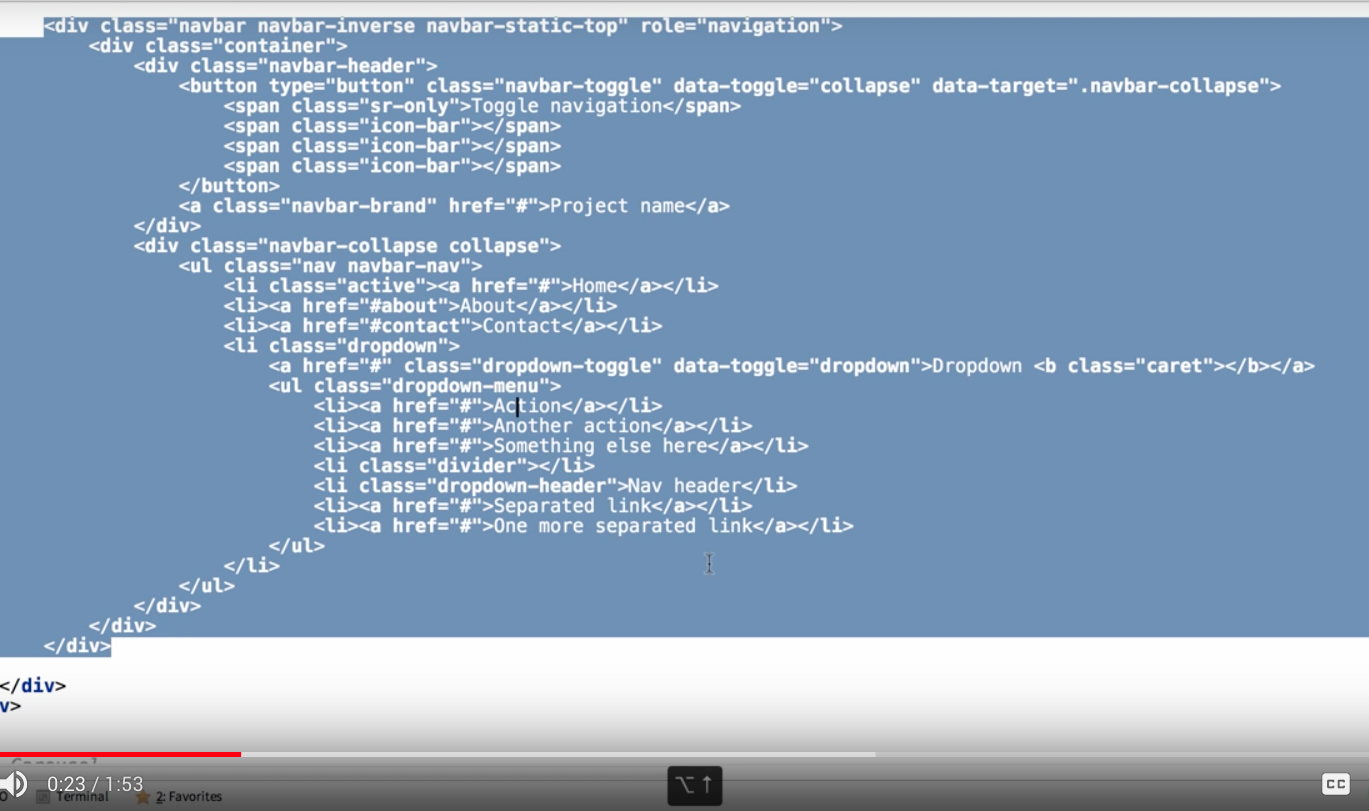 <div class="navbar navbar-inverse navbar-static-top" role="navigation">
<div class="container">
<div class="navbar-header">
<button type="button" class="navbar-toggle" data-toggle="collapse" data-target=".navbar-collapse">
<span class="sr-only">Toggle navigation</span>
<span class="icon-bar"></span>
<span class="icon-bar"></span>
<span class="icon-bar"></span>
</button>
<a class="navbar-brand" href="#">Project name</a>
</div>
<div class="navbar-collapse collapse">
<ul class="nav navbar-nav">
<li class="active"><a href="#">Home</a></li>
<li><a href="#about">About</a></li>
<li><a href="#contact">Contact</a></li>
<li class="dropdown">
<a href="#" class="dropdown-toggle" data-toggle="dropdown">Dropdown <b class="caret"></b></a>
<ul class="dropdown-menu">
<li><a href="#">Action</a></li>
<li><a href="#">Another action</a></li>
<li><a href="#">Something else here</a></li>
<li class="divider"></li>
<li class="dropdown-header">Nav header</li>
<li><a href="#">Separated link</a></li>
<li><a href="#">One more separated link</a></li>
</ul>
</li>
</ul>
</div>
</div>
</div>
</div>
v>
Carousel
0:23 / 1:53
⌥↑
CC
Terminal 2: Favorites